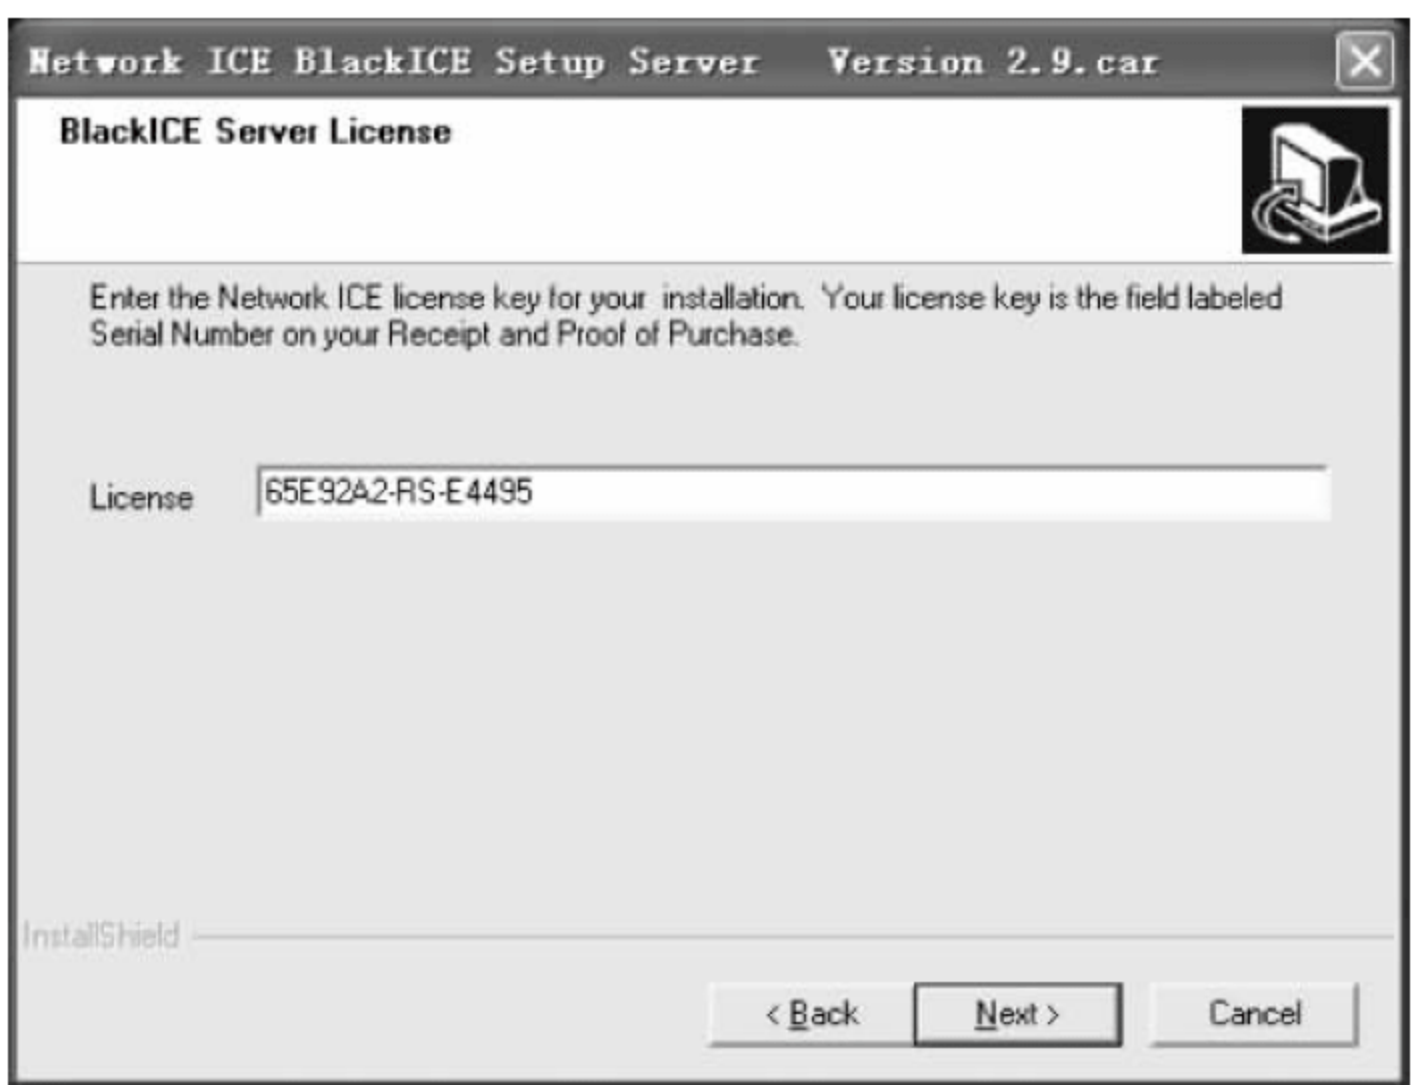 Network ICE BlackICE Setup Server Version 2.9.car
BlackICE Server License
Enter the Network ICE license key for your installation. Your license key is the field labeled
Serial Number on your Receipt and Proof of Purchase.
License 65E92A2-RS-E4495
InstallShield
< Back Next > Cancel